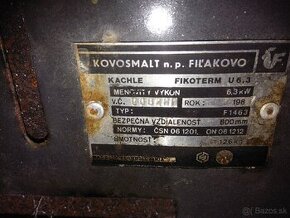 KOVOSMALT n.p. FIĽAKOVO
KACHLE FIKOTERM U 6.3
MENOVITÝ VÝKON 6,3 kW
V.Č. ROK: 198
TYP: F1463
BEZPEČNÁ VZDIALENOSŤ 800mm
NORMY: ČSN 06 1201, ON 06 1212
HMOTNOSŤ
bazos.sk